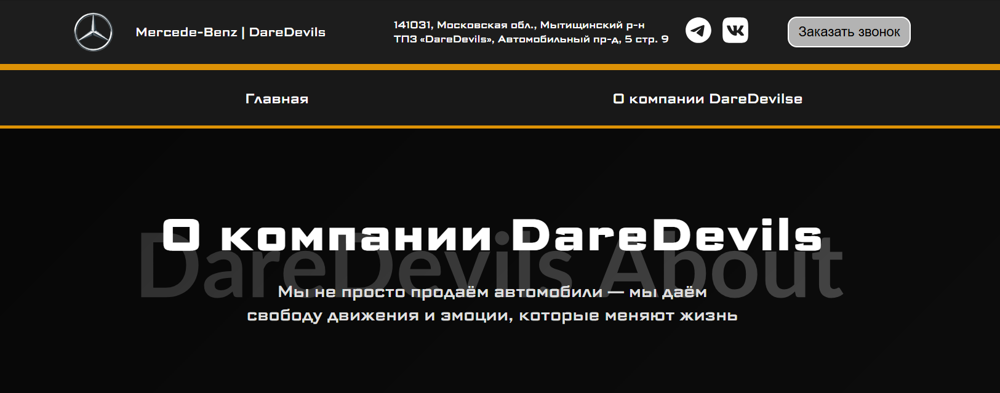 Mercede-Benz | DareDevils
141031, Московская обл., Мытищинский р-н
ТПЗ «DareDevils», Автомобильный пр-д, 5 стр. 9
Заказать звонок
Главная
О компании DareDevilse
О компании DareDevils
DareDevils About
Мы не просто продаём автомобили — мы даём
свободу движения и эмоции, которые меняют жизнь